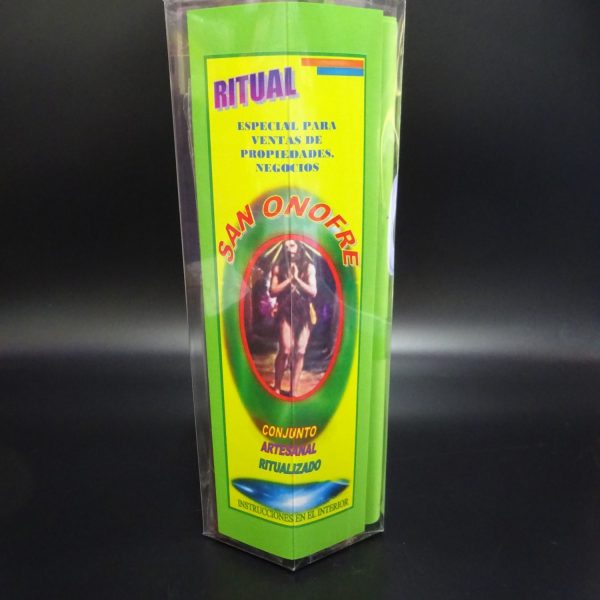 RITUAL
ESPECIAL PARA
VENTAS DE
PROPIEDADES.
NEGOCIOS
SAN ONOFRE
CONJUNTO
ARTESANAL
RITUALIZADO
INSTRUCCIONES EN EL INTERIOR